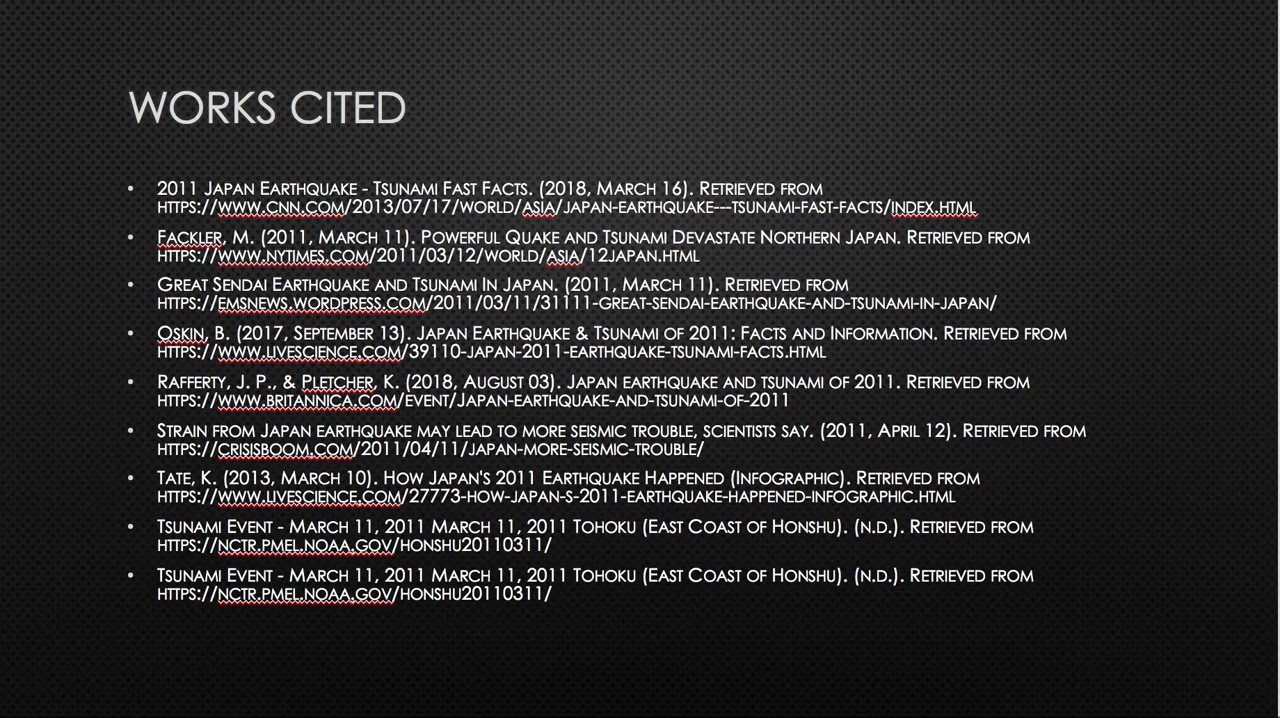 WORKS CITED
• 2011 JAPAN EARTHQUAKE - TSUNAMI FAST FACTS. (2018, MARCH 16). RETRIEVED FROM
HTTPS://WWW.CNN.COM/2013/07/17/WORLD/ASIA/JAPAN-EARTHQUAKE---TSUNAMI-FAST-FACTS/INDEX.HTML
• FACKLER, M. (2011, MARCH 11). POWERFUL QUAKE AND TSUNAMI DEVASTATE NORTHERN JAPAN. RETRIEVED FROM
HTTPS://WWW.NYTIMES.COM/2011/03/12/WORLD/ASIA/12JAPAN.HTML
• GREAT SENDAI EARTHQUAKE AND TSUNAMI IN JAPAN. (2011, MARCH 11). RETRIEVED FROM
HTTPS://EMSNEWS.WORDPRESS.COM/2011/03/11/31111-GREAT-SENDAI-EARTHQUAKE-AND-TSUNAMI-IN-JAPAN/
• OSKIN, B. (2017, SEPTEMBER 13). JAPAN EARTHQUAKE & TSUNAMI OF 2011: FACTS AND INFORMATION. RETRIEVED FROM
HTTPS://WWW.LIVESCIENCE.COM/39110-JAPAN-2011-EARTHQUAKE-TSUNAMI-FACTS.HTML
• RAFFERTY, J. P., & PLETCHER, K. (2018, AUGUST 03). JAPAN EARTHQUAKE AND TSUNAMI OF 2011. RETRIEVED FROM
HTTPS://WWW.BRITANNICA.COM/EVENT/JAPAN-EARTHQUAKE-AND-TSUNAMI-OF-2011
• STRAIN FROM JAPAN EARTHQUAKE MAY LEAD TO MORE SEISMIC TROUBLE, SCIENTISTS SAY. (2011, APRIL 12). RETRIEVED FROM
HTTPS://CRISISBOOM.COM/2011/04/11/JAPAN-MORE-SEISMIC-TROUBLE/
• TATE, K. (2013, MARCH 10). HOW JAPAN'S 2011 EARTHQUAKE HAPPENED (INFOGRAPHIC). RETRIEVED FROM
HTTPS://WWW.LIVESCIENCE.COM/27773-HOW-JAPAN-S-2011-EARTHQUAKE-HAPPENED-INFOGRAPHIC.HTML
• TSUNAMI EVENT - MARCH 11, 2011 MARCH 11, 2011 TOHOKU (EAST COAST OF HONSHU). (N.D.). RETRIEVED FROM
HTTPS://NCTR.PMEL.NOAA.GOV/HONSHU20110311/
• TSUNAMI EVENT - MARCH 11, 2011 MARCH 11, 2011 TOHOKU (EAST COAST OF HONSHU). (N.D.). RETRIEVED FROM
HTTPS://NCTR.PMEL.NOAA.GOV/HONSHU20110311/